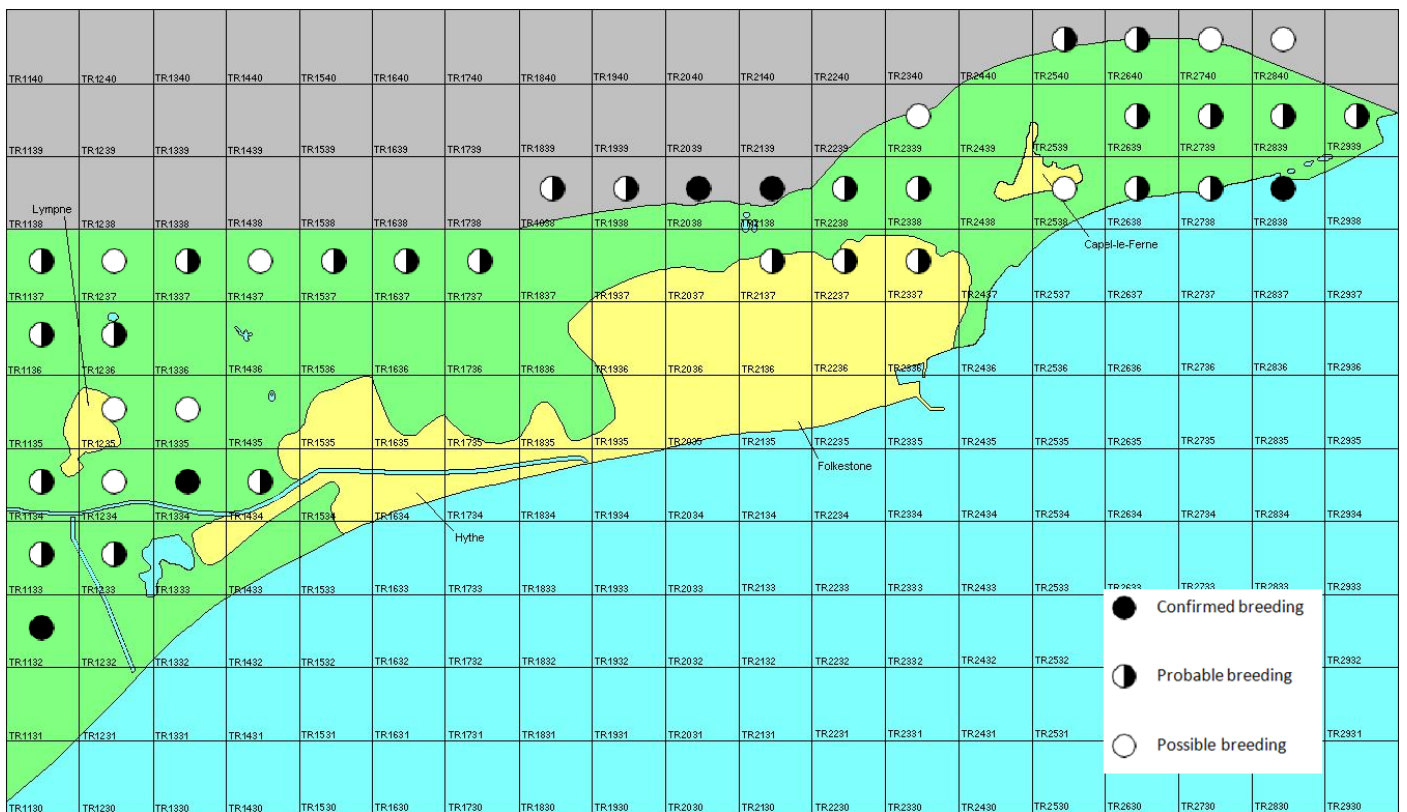 TR1140 TR1240 TR1340 TR1440 TR1540 TR1640 TR1740 TR1840 TR1940 TR2040 TR2140 TR2240 TR2340 TR2440 TR2540 TR2640 TR2740 TR2840
TR1139 TR1239 TR1339 TR1439 TR1539 TR1639 TR1739 TR1839 TR1939 TR2039 TR2139 TR2239 TR2339 TR2439 TR2539 TR2639 TR2739 TR2839 TR2939
Lympne
TR1138 TR1238 TR1338 TR1438 TR1538 TR1638 TR1738 TR1838 TR1938 TR2038 TR2138 TR2238 TR2338 TR2438 TR2538 TR2638 TR2738 TR2838 TR2938
Capel-le-Ferne
TR1137 TR1237 TR1337 TR1437 TR1537 TR1637 TR1737 TR1837 TR1937 TR2037 TR2137 TR2237 TR2337 TR2437 TR2537 TR2637 TR2737 TR2837 TR2937
TR1136 TR1236 TR1336 TR1436 TR1536 TR1636 TR1736 TR1836 TR1936 TR2036 TR2136 TR2236 TR2336 TR2436 TR2536 TR2636 TR2736 TR2836 TR2936
TR1135 TR1235 TR1335 TR1435 TR1535 TR1635 TR1735 TR1835 TR1935 TR2035 TR2135 TR2235 TR2335 TR2435 TR2535 TR2635 TR2735 TR2835 TR2935
Folkestone
TR1134 TR1234 TR1334 TR1434 TR1534 TR1634 TR1734 TR1834 TR1934 TR2034 TR2134 TR2234 TR2334 TR2434 TR2534 TR2634 TR2734 TR2834 TR2934
Hythe
TR1133 TR1233 TR1333 TR1433 TR1533 TR1633 TR1733 TR1833 TR1933 TR2033 TR2133 TR2233 TR2333 TR2433 TR2533 TR2633 TR2733 TR2833 TR2933
Confirmed breeding
TR1132 TR1232 TR1332 TR1432 TR1532 TR1632 TR1732 TR1832 TR1932 TR2032 TR2132 TR2232 TR2332 TR2432 TR2532 TR2932
Probable breeding
TR1131 TR1231 TR1331 TR1431 TR1531 TR1631 TR1731 TR1831 TR1931 TR2031 TR2131 TR2231 TR2331 TR2431 TR2531 TR2931
Possible breeding
TR1130 TR1230 TR1330 TR1430 TR1530 TR1630 TR1730 TR1830 TR1930 TR2030 TR2130 TR2230 TR2330 TR2430 TR2530 TR2630 TR2730 TR2830 TR2930